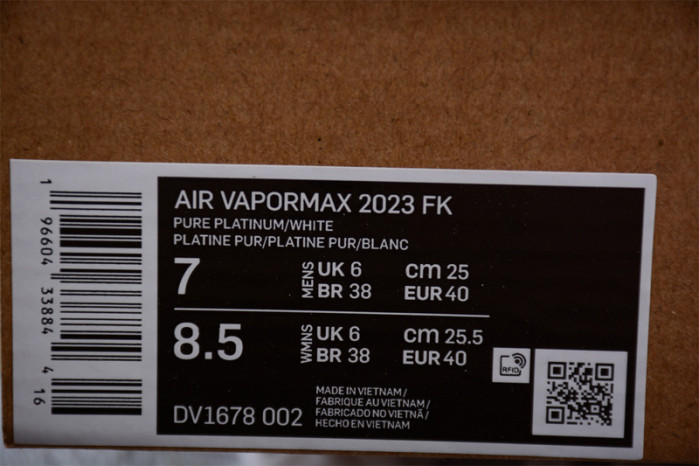 AIR VAPORMAX 2023 FK
PURE PLATINUM/WHITE
PLATINE PUR/PLATINE PUR/BLANC
7 MENS UK 6 cm 25
BR 38 EUR 40
8.5 WMNS UK 6 cm 25.5
BR 38 EUR 40
RFID
DV1678 002
MADE IN VIETNAM/
FABRIQUE AU VIETNAM/
FABRICADO NO VIETNÃ/
HECHO EN VIETNAM
1 96604 33884 416